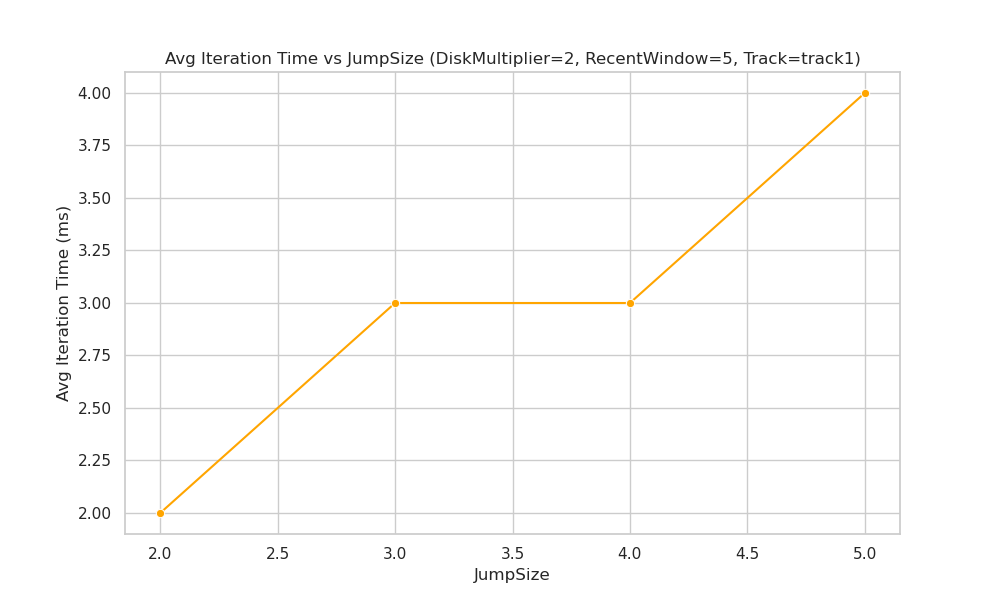 Avg Iteration Time vs JumpSize (DiskMultiplier=2, RecentWindow=5, Track=track1)
4.00
3.75
3.50
3.25
3.00
2.75
2.50
2.25
2.00
Avg Iteration Time (ms)
2.0 2.5 3.0 3.5 4.0 4.5 5.0
JumpSize